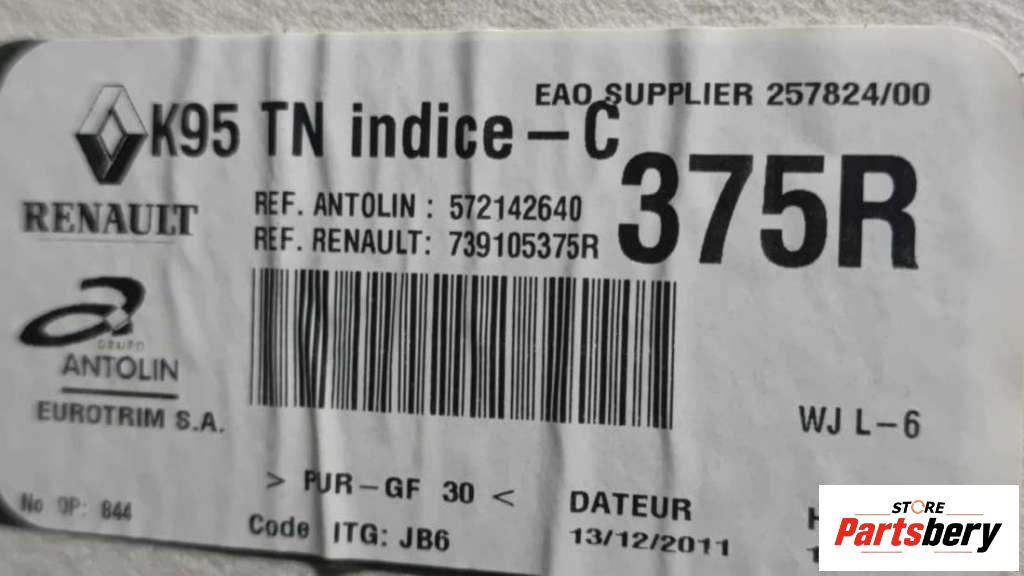 EAO SUPPLIER 257824/00
K95 TN indice – C
RENAULT
REF. ANTOLIN : 572142640
REF. RENAULT: 739105375R
375R
GRUPO
ANTOLIN
EUROTRIM S.A.
WJ L-6
> PUR-GF 30 <
No OP: 844
Code ITG: JB6
DATEUR
13/12/2011
STORE
Partsbery